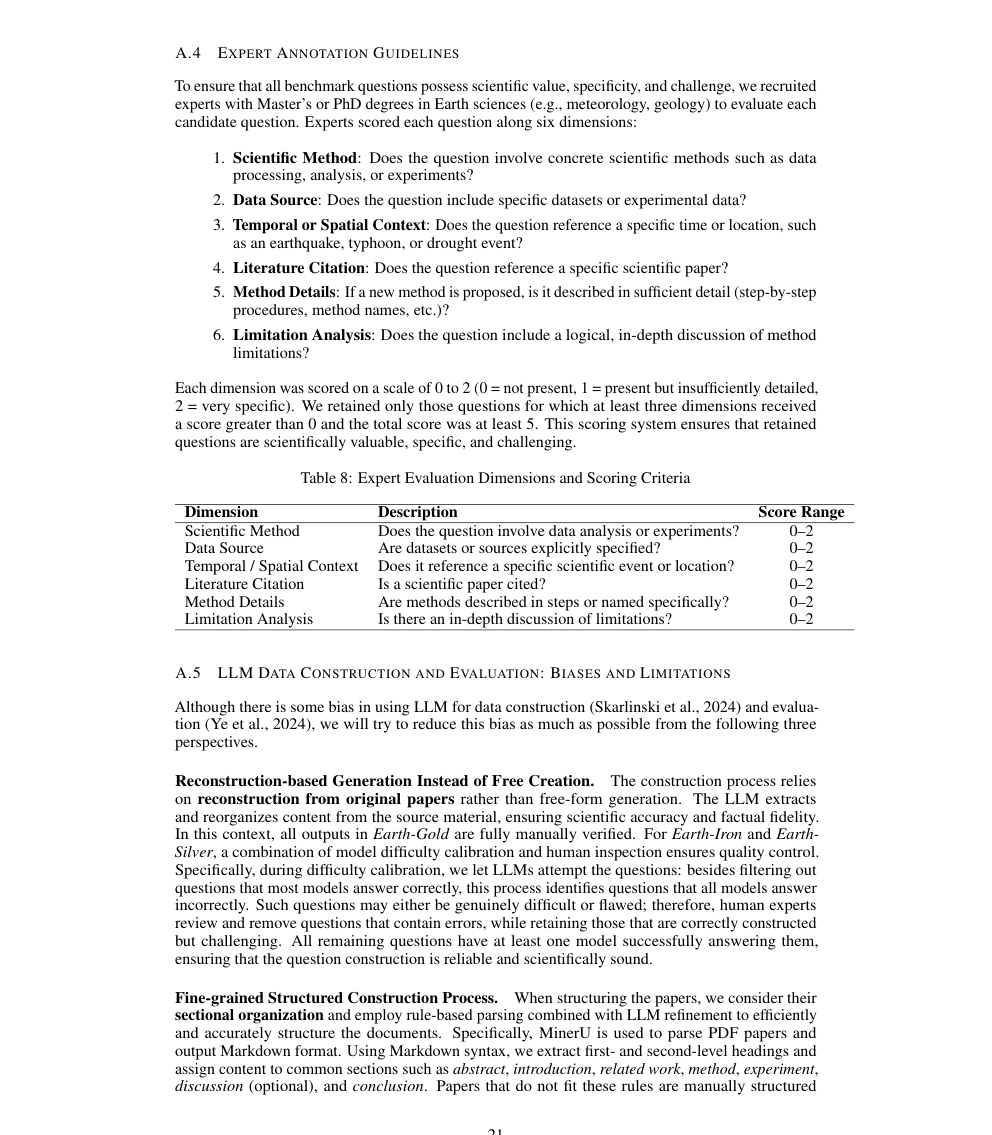 A.4 EXPERT ANNOTATION GUIDELINES
To ensure that all benchmark questions possess scientific value, specificity, and challenge, we recruited
experts with Master's or PhD degrees in Earth sciences (e.g., meteorology, geology) to evaluate each
candidate question. Experts scored each question along six dimensions:
1. Scientific Method: Does the question involve concrete scientific methods such as data
processing, analysis, or experiments?
2. Data Source: Does the question include specific datasets or experimental data?
3. Temporal or Spatial Context: Does the question reference a specific time or location, such
as an earthquake, typhoon, or drought event?
4. Literature Citation: Does the question reference a specific scientific paper?
5. Method Details: If a new method is proposed, is it described in sufficient detail (step-by-step
procedures, method names, etc.)?
6. Limitation Analysis: Does the question include a logical, in-depth discussion of method
limitations?
Each dimension was scored on a scale of 0 to 2 (0 = not present, 1 = present but insufficiently detailed,
2 = very specific). We retained only those questions for which at least three dimensions received
a score greater than 0 and the total score was at least 5. This scoring system ensures that retained
questions are scientifically valuable, specific, and challenging.
Table 8: Expert Evaluation Dimensions and Scoring Criteria
Dimension Description Score Range
Scientific Method Does the question involve data analysis or experiments? 0–2
Data Source Are datasets or sources explicitly specified? 0–2
Temporal / Spatial Context Does it reference a specific scientific event or location? 0–2
Literature Citation Is a scientific paper cited? 0–2
Method Details Are methods described in steps or named specifically? 0–2
Limitation Analysis Is there an in-depth discussion of limitations? 0–2
A.5 LLM DATA CONSTRUCTION AND EVALUATION: BIASES AND LIMITATIONS
Although there is some bias in using LLM for data construction (Skarlinski et al., 2024) and evalua-
tion (Ye et al., 2024), we will try to reduce this bias as much as possible from the following three
perspectives.
Reconstruction-based Generation Instead of Free Creation. The construction process relies
on reconstruction from original papers rather than free-form generation. The LLM extracts
and reorganizes content from the source material, ensuring scientific accuracy and factual fidelity.
In this context, all outputs in Earth-Gold are fully manually verified. For Earth-Iron and Earth-
Silver, a combination of model difficulty calibration and human inspection ensures quality control.
Specifically, during difficulty calibration, we let LLMs attempt the questions: besides filtering out
questions that most models answer correctly, this process identifies questions that all models answer
incorrectly. Such questions may either be genuinely difficult or flawed; therefore, human experts
review and remove questions that contain errors, while retaining those that are correctly constructed
but challenging. All remaining questions have at least one model successfully answering them,
ensuring that the question construction is reliable and scientifically sound.
Fine-grained Structured Construction Process. When structuring the papers, we consider their
sectional organization and employ rule-based parsing combined with LLM refinement to efficiently
and accurately structure the documents. Specifically, MinerU is used to parse PDF papers and
output Markdown format. Using Markdown syntax, we extract first- and second-level headings and
assign content to common sections such as abstract, introduction, related work, method, experiment,
discussion (optional), and conclusion. Papers that do not fit these rules are manually structured
21